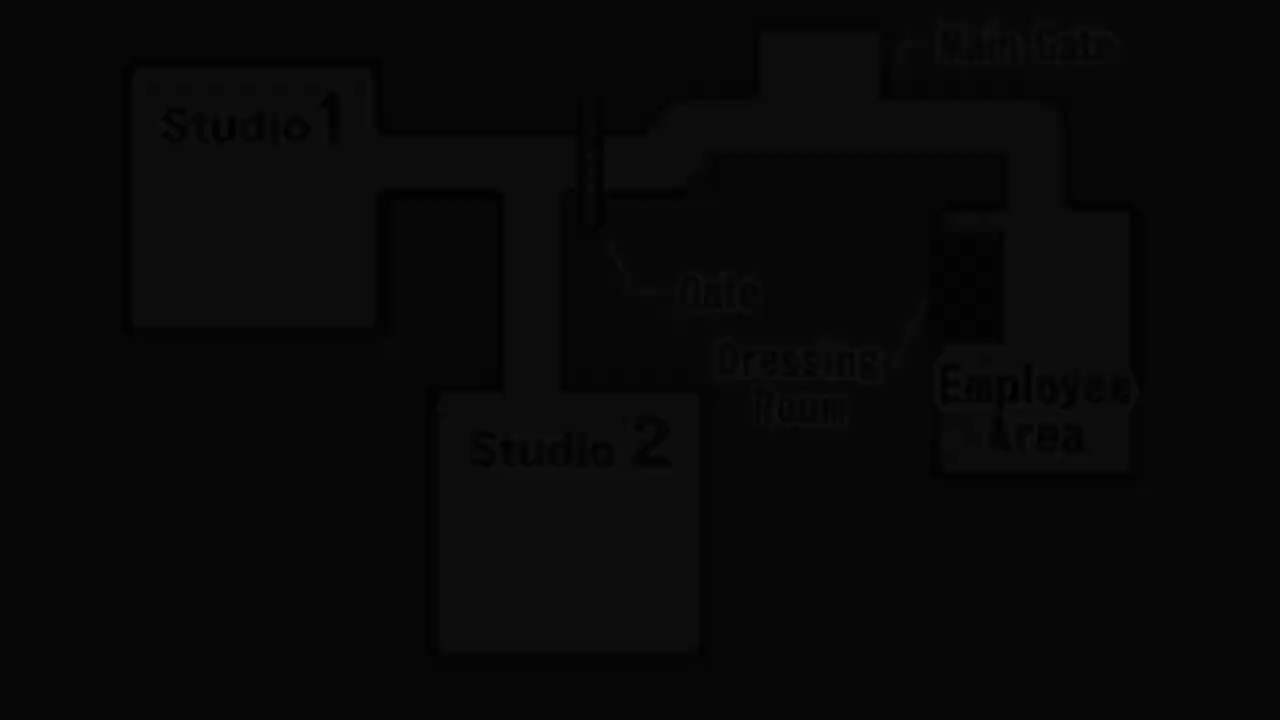 Main Gate
Studio 1
Gate
Dressing
Room
Employee
Area
Studio 2